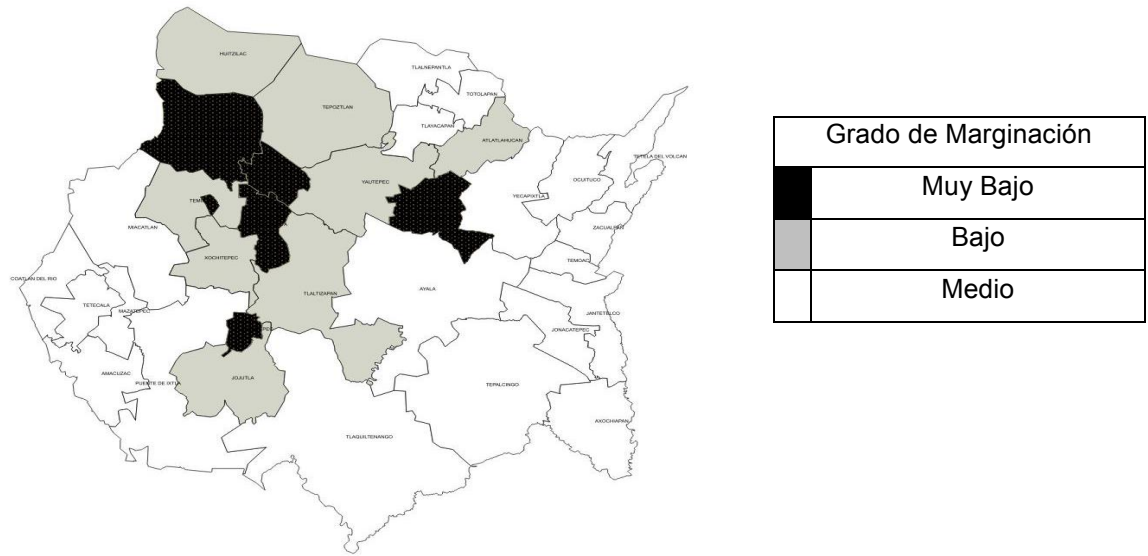 HUITZILAC
TLALNEPANTLA
TOTOLAPAN
TEPOZTLAN
TLAYACAPAN
ATLATLAHUCAN
TETELA DEL VOLCAN
YAUTEPEC
OCUITUCO
YECAPIXTLA
MIACATLAN
ZACUALPAN
XOCHITEPEC
TEMOAC
COATLAN DEL RIO
AYALA
TLALTIZAPAN
TETECALA
MAZATEPEC
JANTETELCO
JONACATEPEC
AMACUZAC
PUENTE DE IXTLA
JOJUTLA
TEPALCINGO
AXOCHIAPAN
TLAQUILTENANGO
Grado de Marginación
Muy Bajo
Bajo
Medio